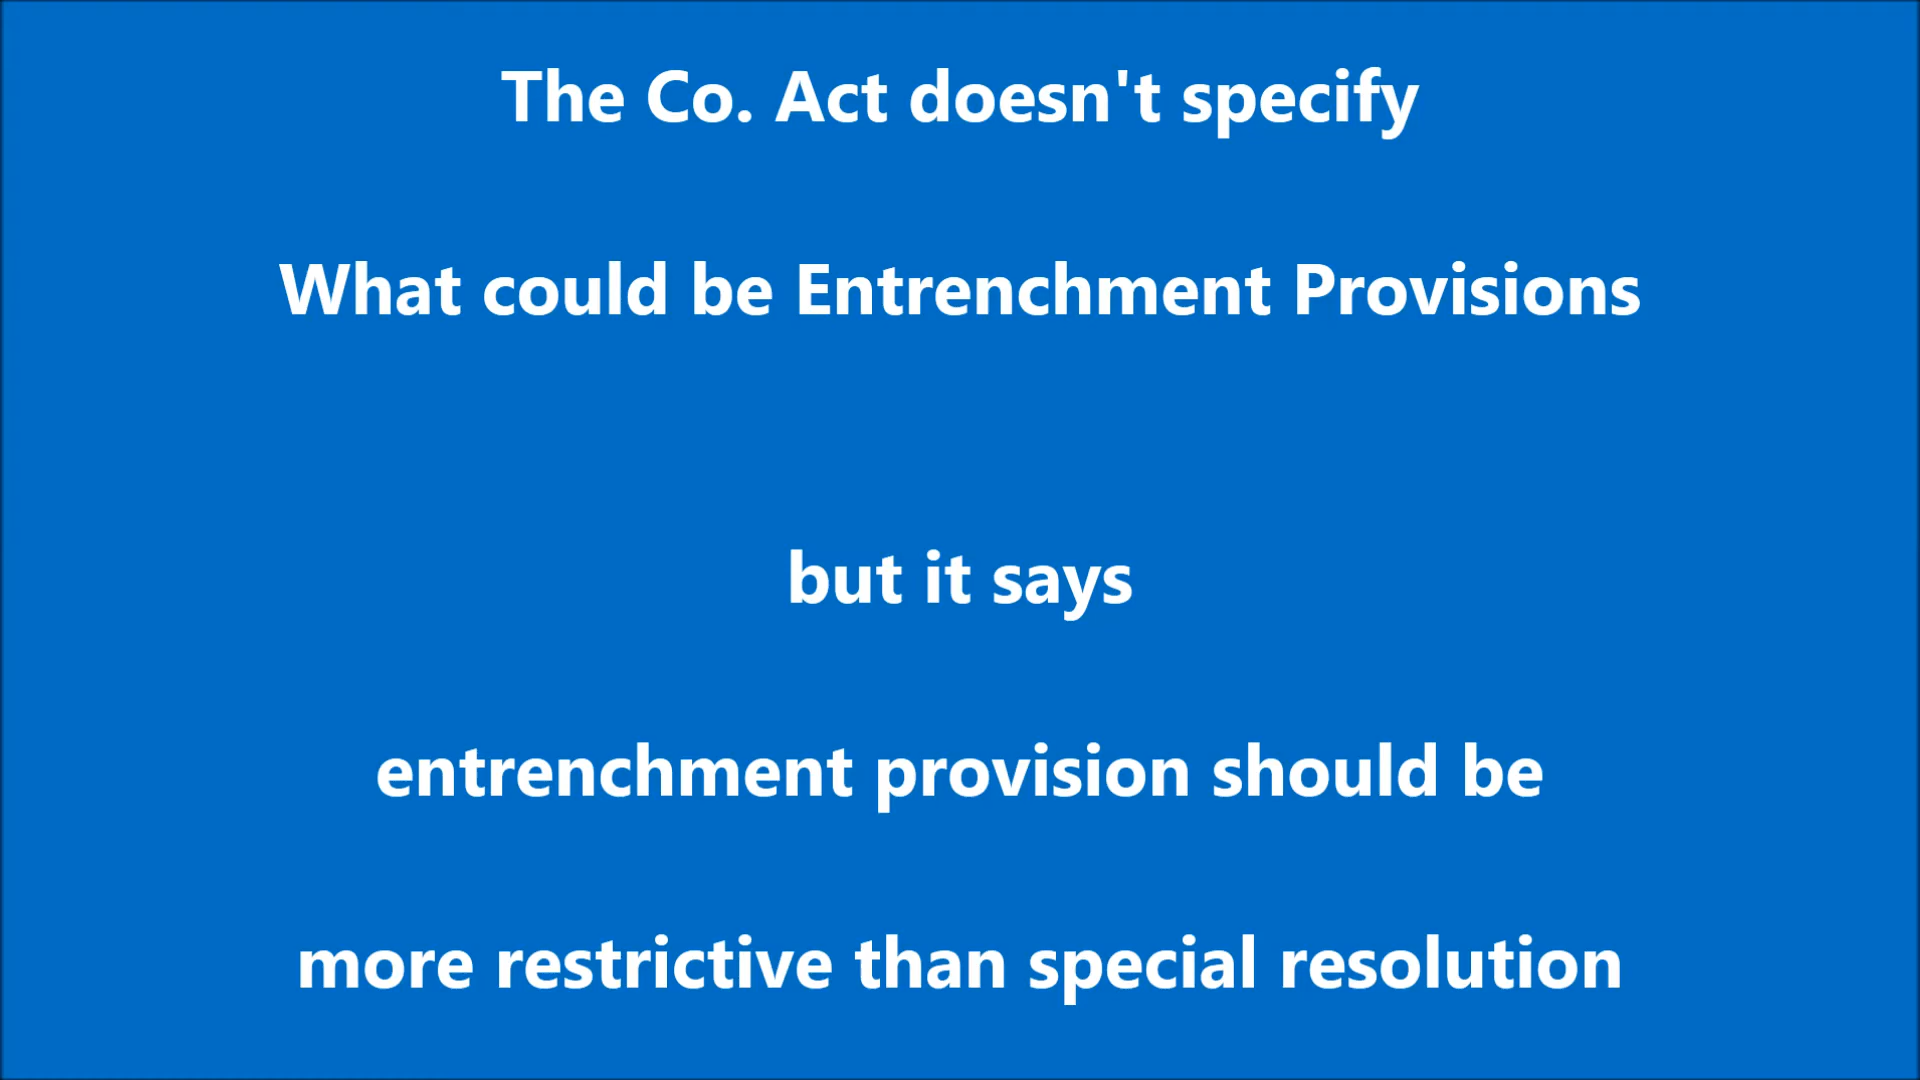 The Co. Act doesn't specify
What could be Entrenchment Provisions
but it says
entrenchment provision should be
more restrictive than special resolution